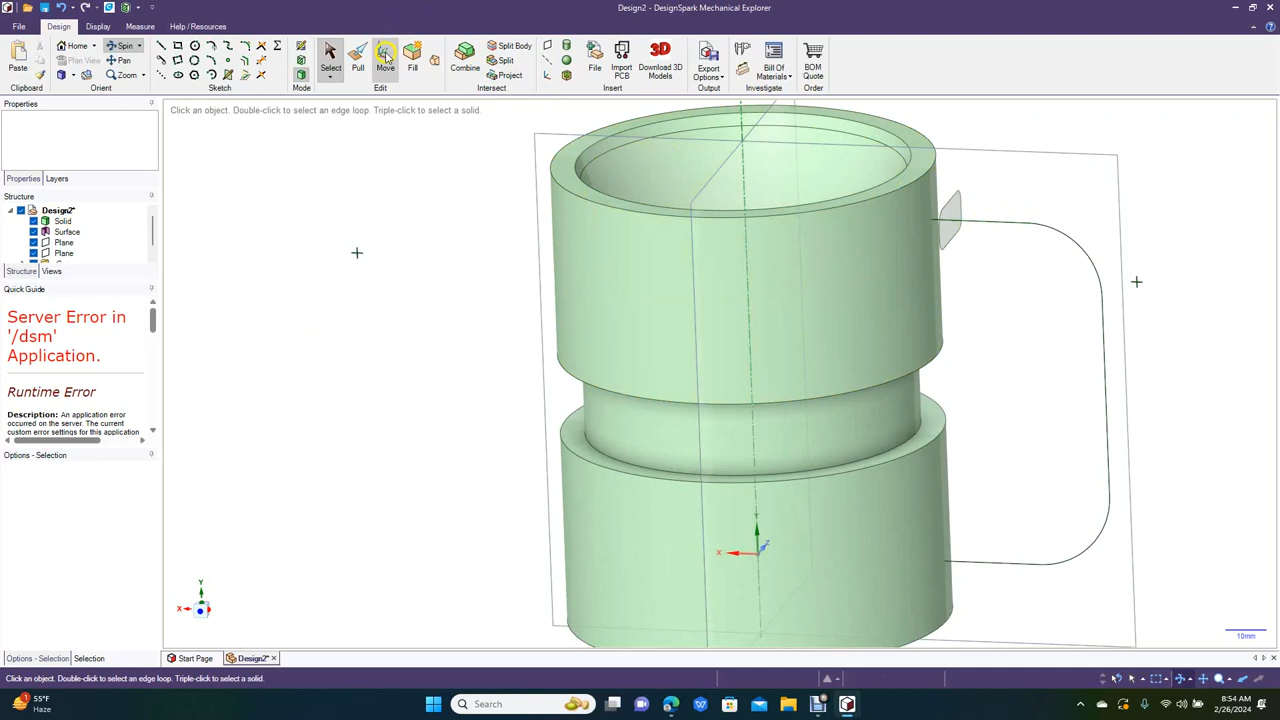 Design2 - DesignSpark Mechanical Explorer
File Design Display Measure Help / Resources
Home Spin
Plan View Pan
Zoom
Paste
Select Pull Move Fill
Combine Split Body
Split
Project
File Import PCB Download 3D Models
Export Options Bill Of Materials BOM Quote
Clipboard Orient Sketch Mode Edit Intersect Insert Output Investigate Order
Properties
Click an object. Double-click to select an edge loop. Triple-click to select a solid.
Properties Layers
Structure
Design2*
Solid
Surface
Plane
Plane
Structure Views
Quick Guide
Server Error in
'/dsm'
Application.
Runtime Error
Description: An application error
occurred on the server. The current
custom error settings for this application
Options - Selection
Y
X
Z
Y
X
10mm
Options - Selection Selection
Start Page Design2*
Click an object. Double-click to select an edge loop. Triple-click to select a solid.
55°F
Haze
Search
8:54 AM
2/26/2024